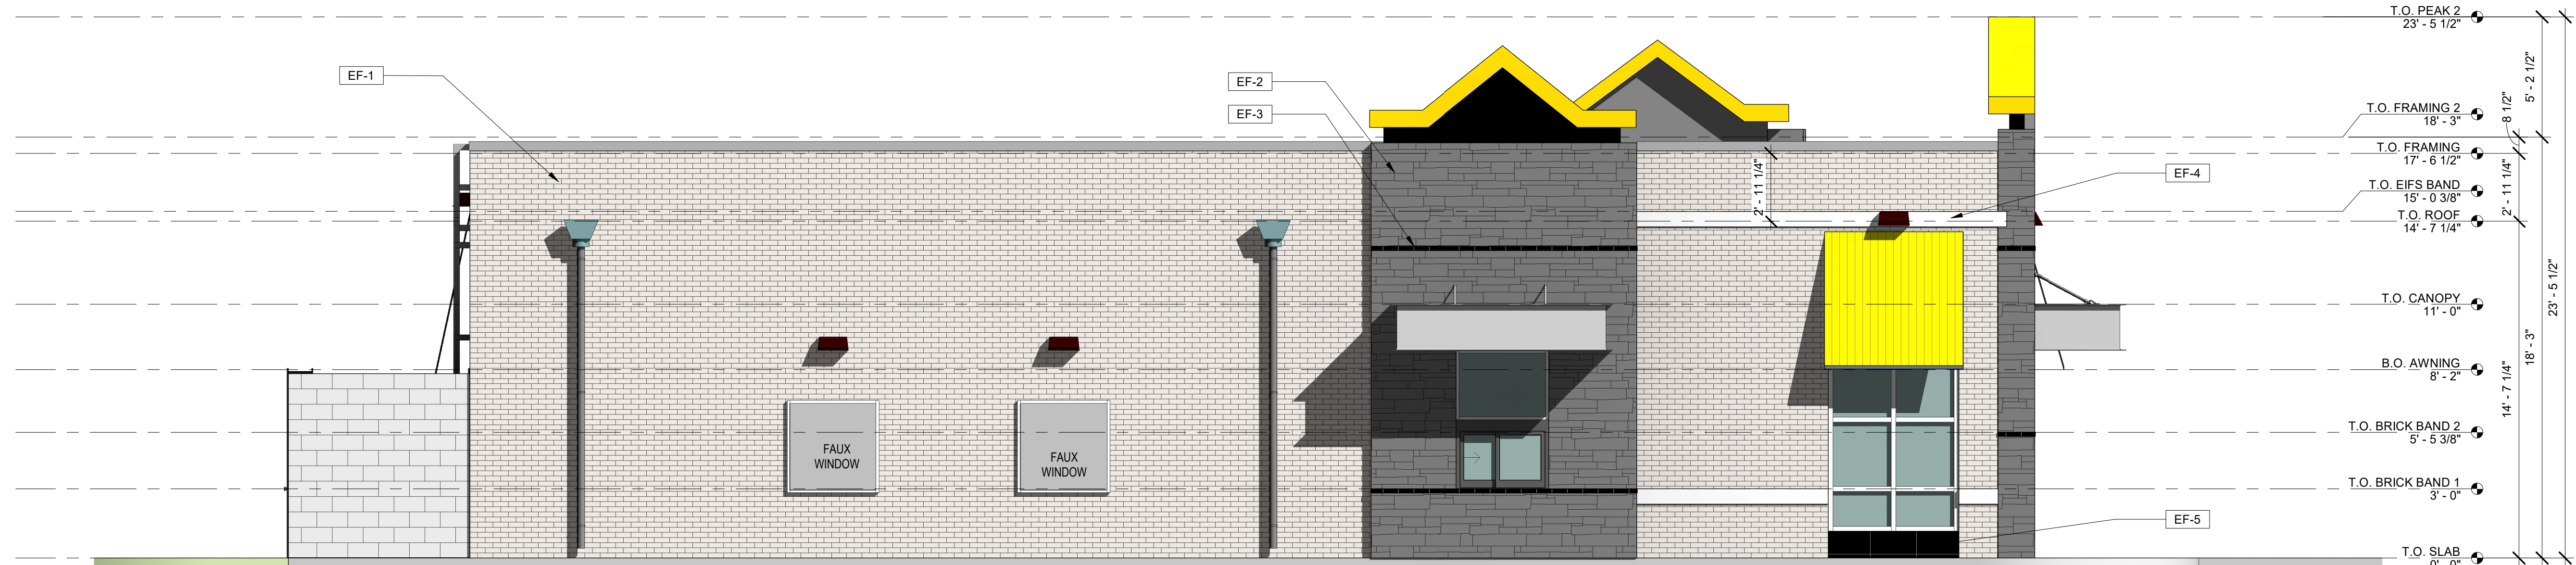 T.O. PEAK 2
23' - 5 1/2"
EF-1
EF-2
EF-3
5' - 2 1/2"
T.O. FRAMING 2
18' - 3"
8 1/2"
T.O. FRAMING
17' - 6 1/2"
2' - 11 1/4"
EF-4
T.O. EIFS BAND
15' - 0 3/8"
2' - 11 1/4"
T.O. ROOF
14' - 7 1/4"
23' - 5 1/2"
T.O. CANOPY
11' - 0"
18' - 3"
B.O. AWNING
8' - 2"
14' - 7 1/4"
T.O. BRICK BAND 2
5' - 5 3/8"
FAUX
WINDOW
FAUX
WINDOW
T.O. BRICK BAND 1
3' - 0"
EF-5
T.O. SLAB
0' - 0"